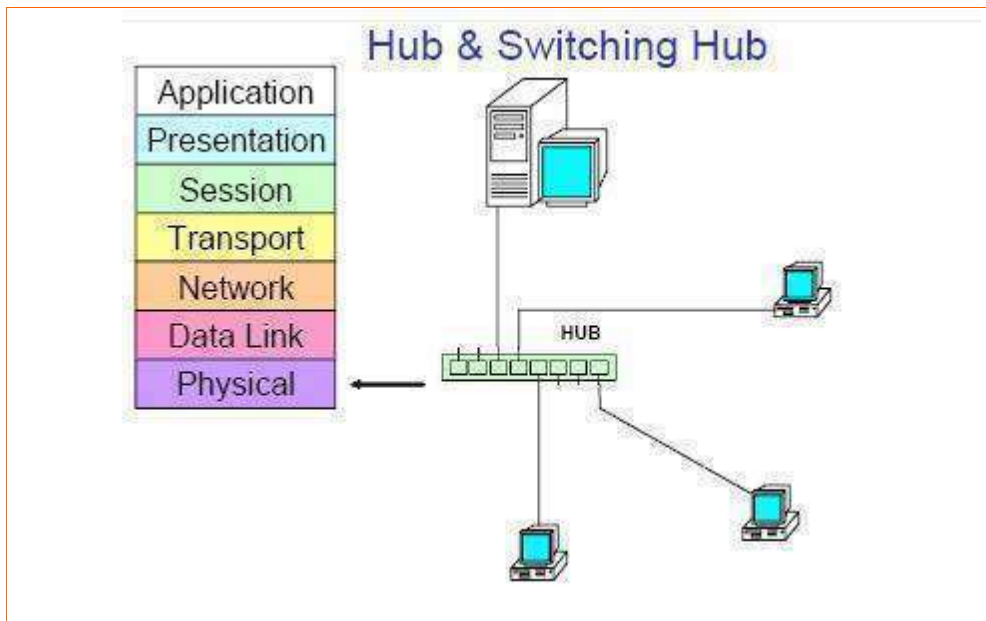 Hub & Switching Hub
Application
Presentation
Session
Transport
Network
Data Link
Physical
HUB